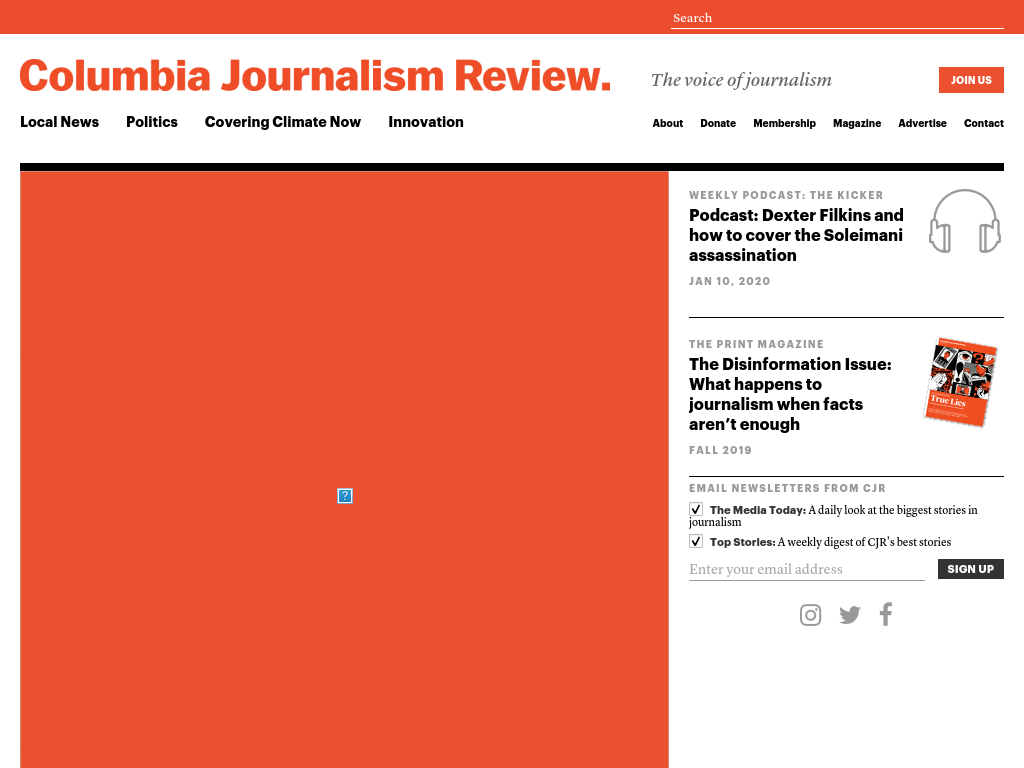 Search
Columbia Journalism Review.
The voice of journalism
JOIN US
Local News Politics Covering Climate Now Innovation
About Donate Membership Magazine Advertise Contact
WEEKLY PODCAST: THE KICKER
Podcast: Dexter Filkins and
how to cover the Soleimani
assassination
JAN 10, 2020
THE PRINT MAGAZINE
The Disinformation Issue:
What happens to
journalism when facts
aren’t enough
True Lies
FALL 2019
EMAIL NEWSLETTERS FROM CJR
The Media Today: A daily look at the biggest stories in
journalism
Top Stories: A weekly digest of CJR's best stories
Enter your email address
SIGN UP
?